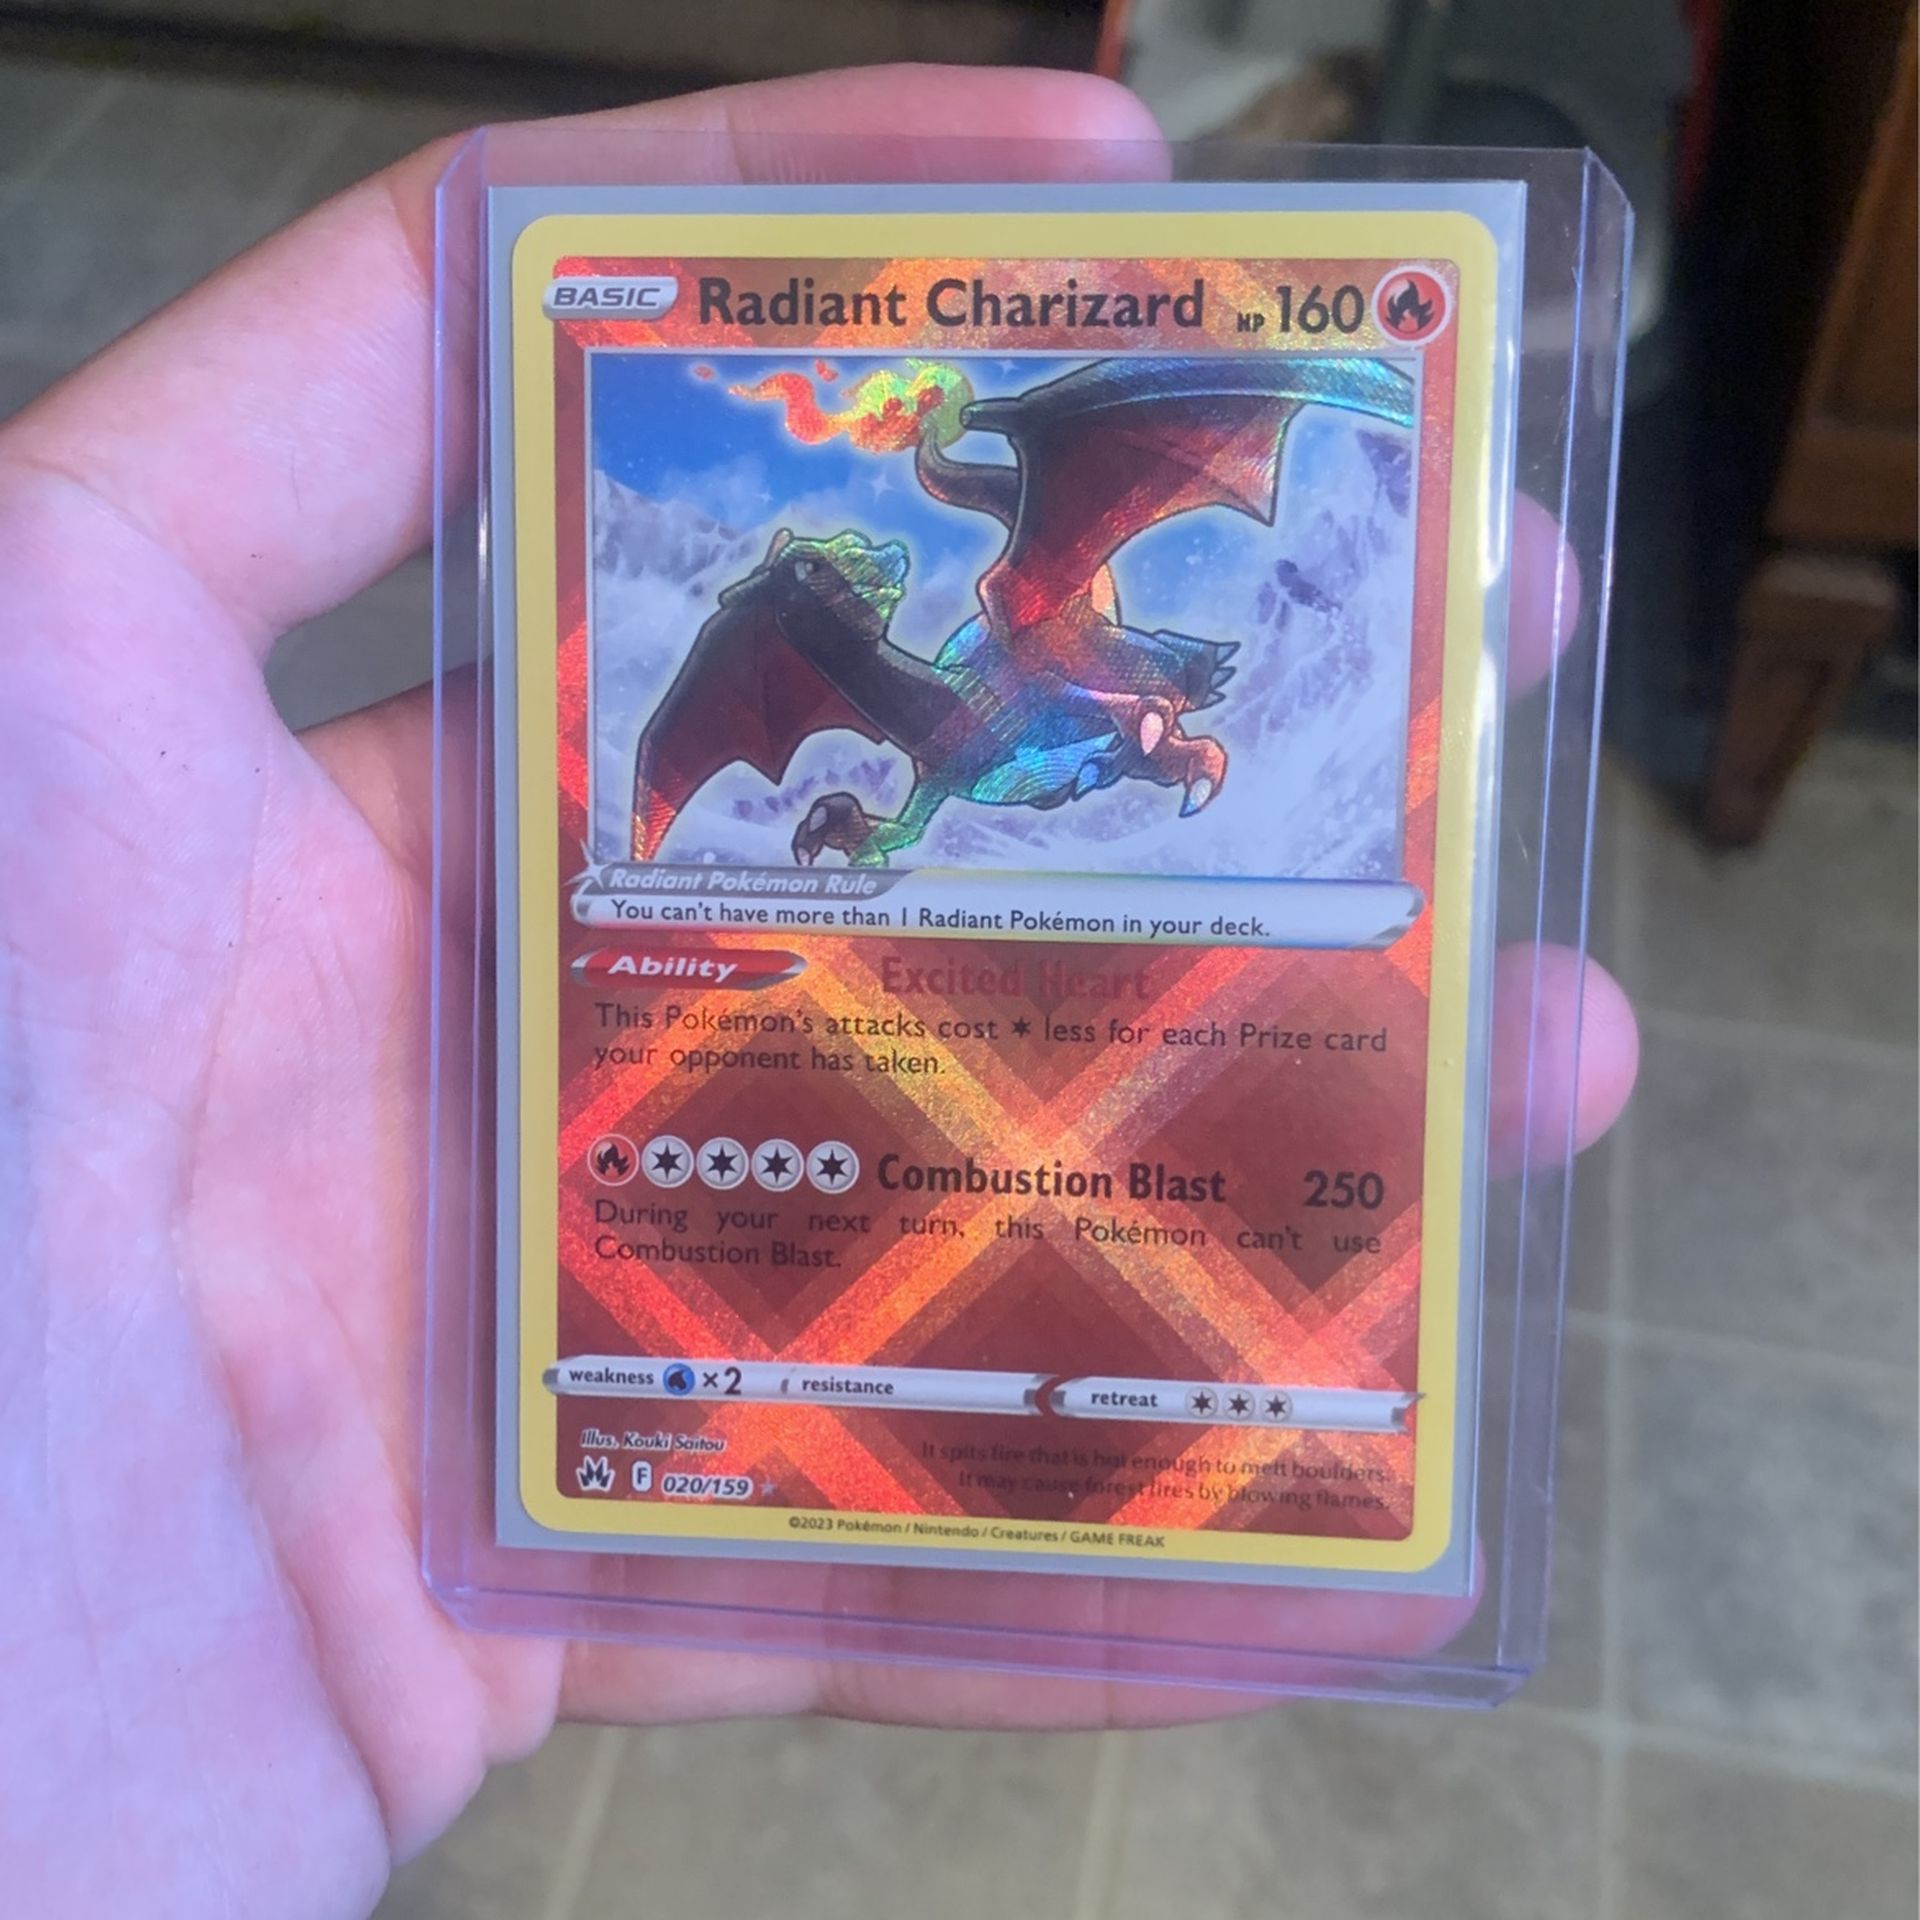 BASIC Radiant Charizard HP 160
Radiant Pokémon Rule
You can't have more than 1 Radiant Pokémon in your deck.
Ability Excited Heart
This Pokémon's attacks cost ✶ less for each Prize card
your opponent has taken.
Combustion Blast 250
During your next turn, this Pokémon can't use
Combustion Blast.
weakness ×2 resistance retreat
Illus. Kouki Saitou
It spits fire that is hot enough to melt boulders.
It may cause forest fires by blowing flames.
F 020/159
©2023 Pokémon / Nintendo / Creatures / GAME FREAK